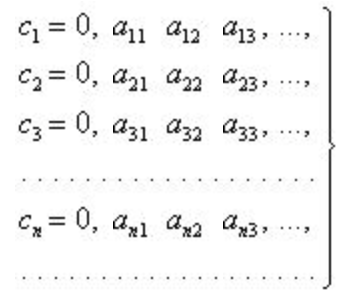 c₁ = 0, a₁₁ a₁₂ a₁₃, ...,
c₂ = 0, a₂₁ a₂₂ a₂₃, ...,
c₃ = 0, a₃₁ a₃₂ a₃₃, ...,
. . . . . . . . . . . . . . . . . .
cₙ = 0, aₙ₁ aₙ₂ aₙ₃, ...,
. . . . . . . . . . . . . . . . . .